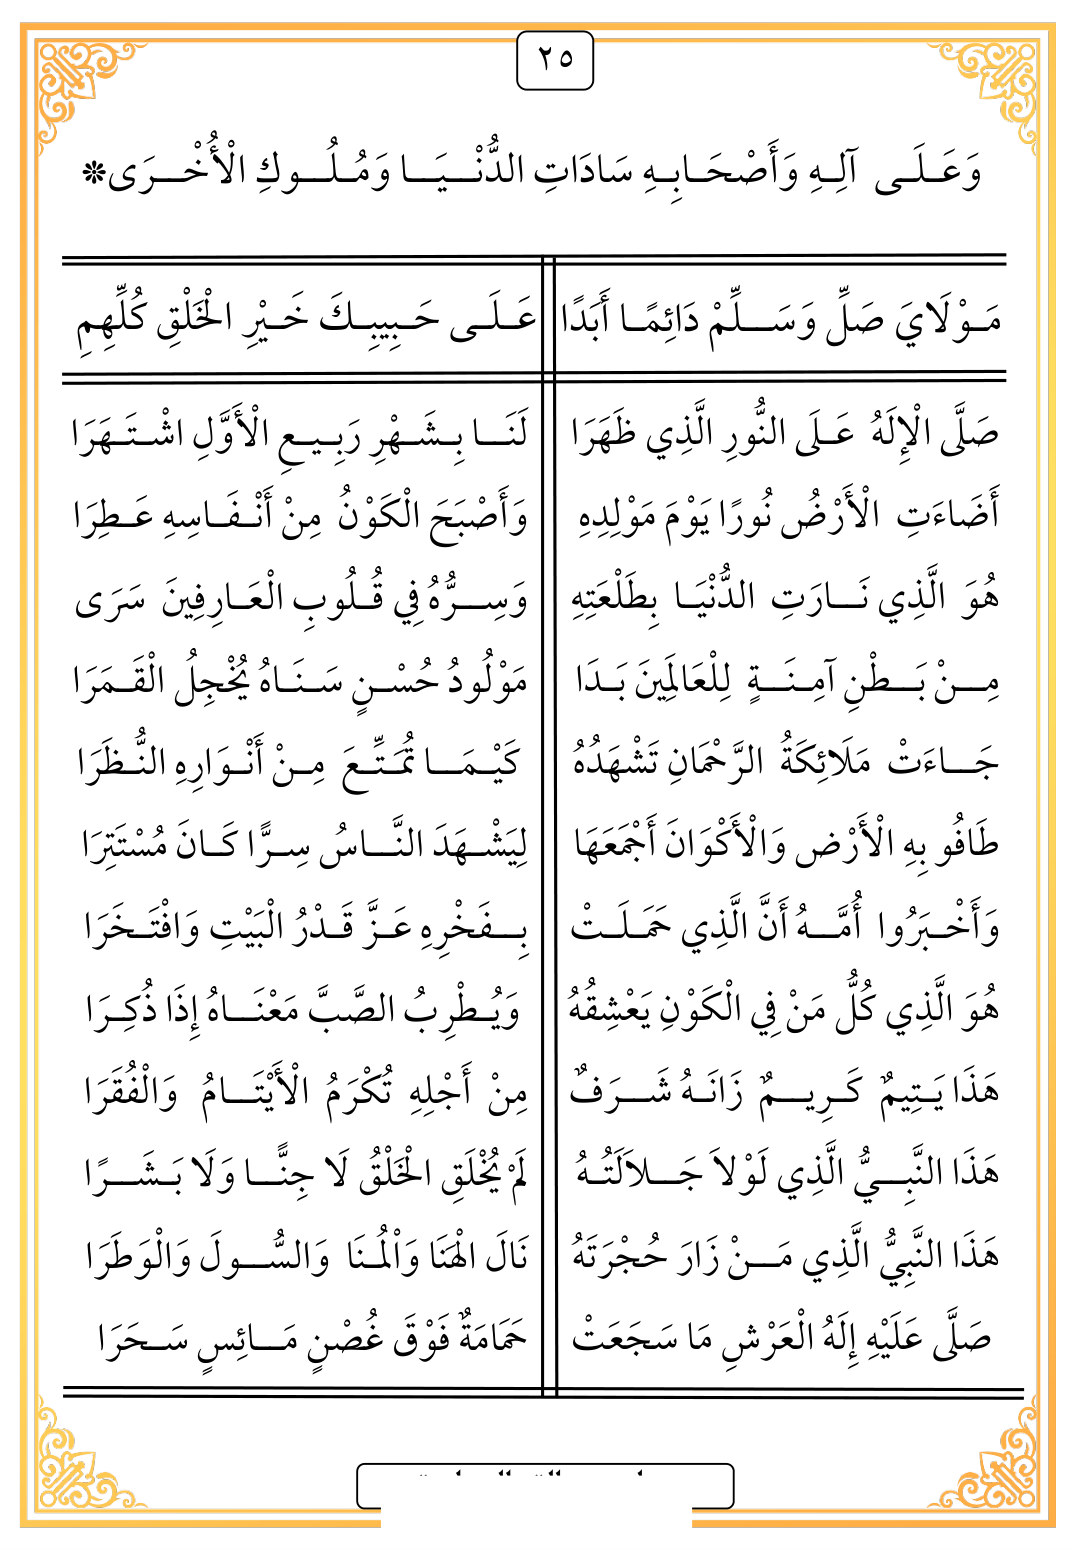 ٢٥
وَعَلَى آلِهِ وَأَصْحَابِهِ سَادَاتِ الدُّنْيَا وَمُلُوكِ الْأُخْرَى❋
مَوْلَايَ صَلِّ وَسَلِّمْ دَائِمًا أَبَدًا عَلَى حَبِيبِكَ خَيْرِ الْخَلْقِ كُلِّهِمِ
صَلَّى الْإِلَهُ عَلَى النُّورِ الَّذِي ظَهَرَا لَنَا بِشَهْرِ رَبِيعِ الْأَوَّلِ اشْتَهَرَا
أَضَاءَتِ الْأَرْضُ نُورًا يَوْمَ مَوْلِدِهِ وَأَصْبَحَ الْكَوْنُ مِنْ أَنْفَاسِهِ عَطِرَا
هُوَ الَّذِي نَارَتِ الدُّنْيَا بِطَلْعَتِهِ وَسِرُّهُ فِي قُلُوبِ الْعَارِفِينَ سَرَى
مِنْ بَطْنِ آمِنَةٍ لِلْعَالَمِينَ بَدَا مَوْلُودُ حُسْنٍ سَنَاهُ يُخْجِلُ الْقَمَرَا
جَاءَتْ مَلَائِكَةُ الرَّحْمَانِ تَشْهَدُهُ كَيْمَا تُمَتِّعَ مِنْ أَنْوَارِهِ النُّظَرَا
طَافُو بِهِ الْأَرْضِ وَالْأَكْوَانَ أَجْمَعَهَا لِيَشْهَدَ النَّاسُ سِرًّا كَانَ مُسْتَتِرَا
وَأَخْبَرُوا أُمَّهُ أَنَّ الَّذِي حَمَلَتْ بِفَخْرِهِ عَزَّ قَدْرُ الْبَيْتِ وَافْتَخَرَا
هُوَ الَّذِي كُلُّ مَنْ فِي الْكَوْنِ يَعْشِقُهُ وَيُطْرِبُ الصَّبَّ مَعْنَاهُ إِذَا ذُكِرَا
هَذَا يَتِيمٌ كَرِيمٌ زَانَهُ شَرَفٌ مِنْ أَجْلِهِ تُكْرَمُ الْأَيْتَامُ وَالْفُقَرَا
هَذَا النَّبِيُّ الَّذِي لَوْلاَ جَلاَلَتُهُ لَمْ يُخْلَقِ الْخَلْقُ لَا جِنًّا وَلَا بَشَرًا
هَذَا النَّبِيُّ الَّذِي مَنْ زَارَ حُجْرَتَهُ نَالَ الْهَنَا وَاْلْمُنَا وَالسُّولَ وَالْوَطَرَا
صَلَّى عَلَيْهِ إِلَهُ الْعَرْشِ مَا سَجَعَتْ حَمَامَةٌ فَوْقَ غُصْنٍ مَائِسٍ سَحَرَا